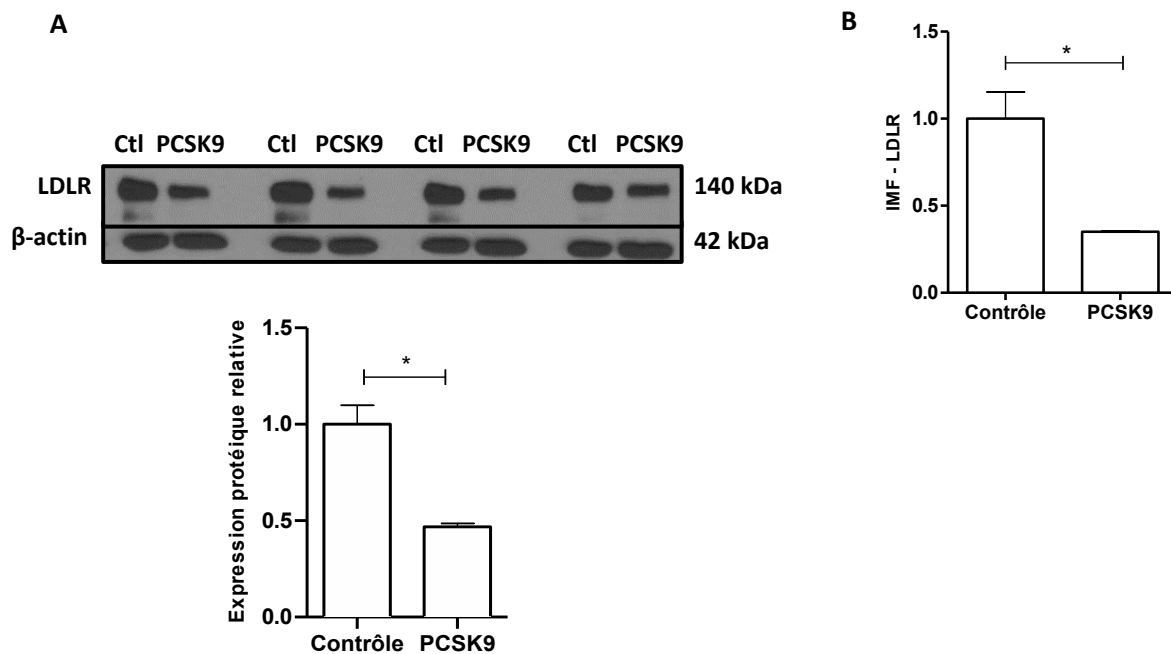 A
Ctl PCSK9 Ctl PCSK9 Ctl PCSK9 Ctl PCSK9
LDLR 140 kDa
β-actin 42 kDa
Expression protéique relative
1.5
1.0
0.5
0.0
*
Contrôle PCSK9
B
IMF - LDLR
1.5
1.0
0.5
0.0
*
Contrôle PCSK9